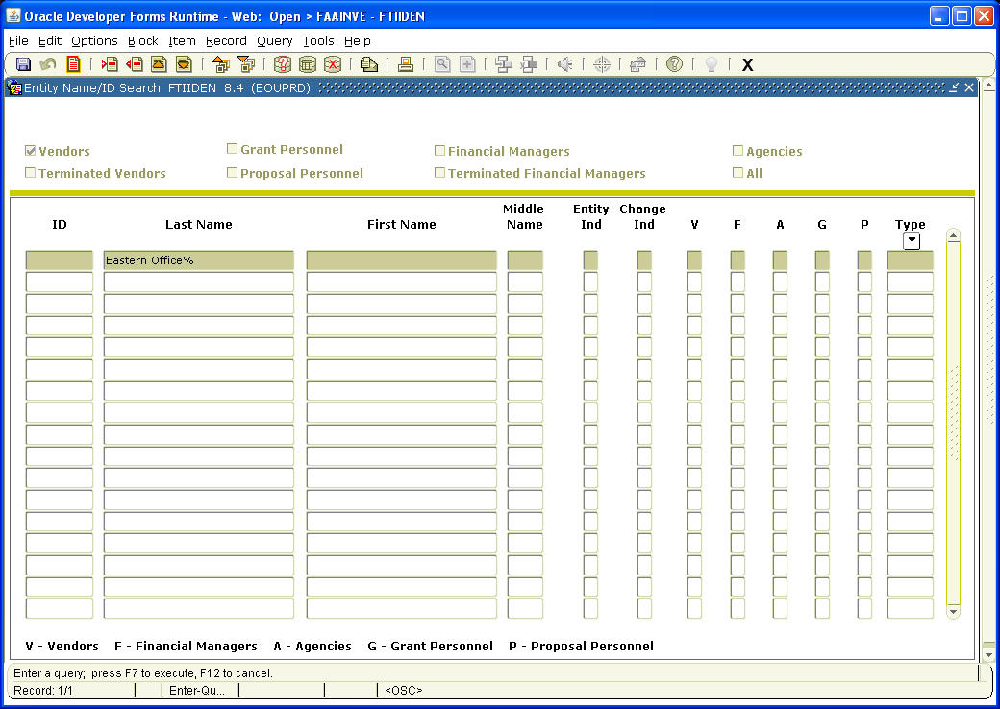 Oracle Developer Forms Runtime - Web:  Open > FAAINVE - FTIIDEN
File Edit Options Block Item Record Query Tools Help
X
Entity Name/ID Search  FTIIDEN  8.4  (EOUPRD)
Vendors Grant Personnel Financial Managers Agencies
Terminated Vendors Proposal Personnel Terminated Financial Managers All
Middle Entity Change
ID Last Name First Name Name Ind Ind V F A G P Type
Eastern Office%
V - Vendors F - Financial Managers A - Agencies G - Grant Personnel P - Proposal Personnel
Enter a query;  press F7 to execute, F12 to cancel.
Record: 1/1 Enter-Qu... <OSC>